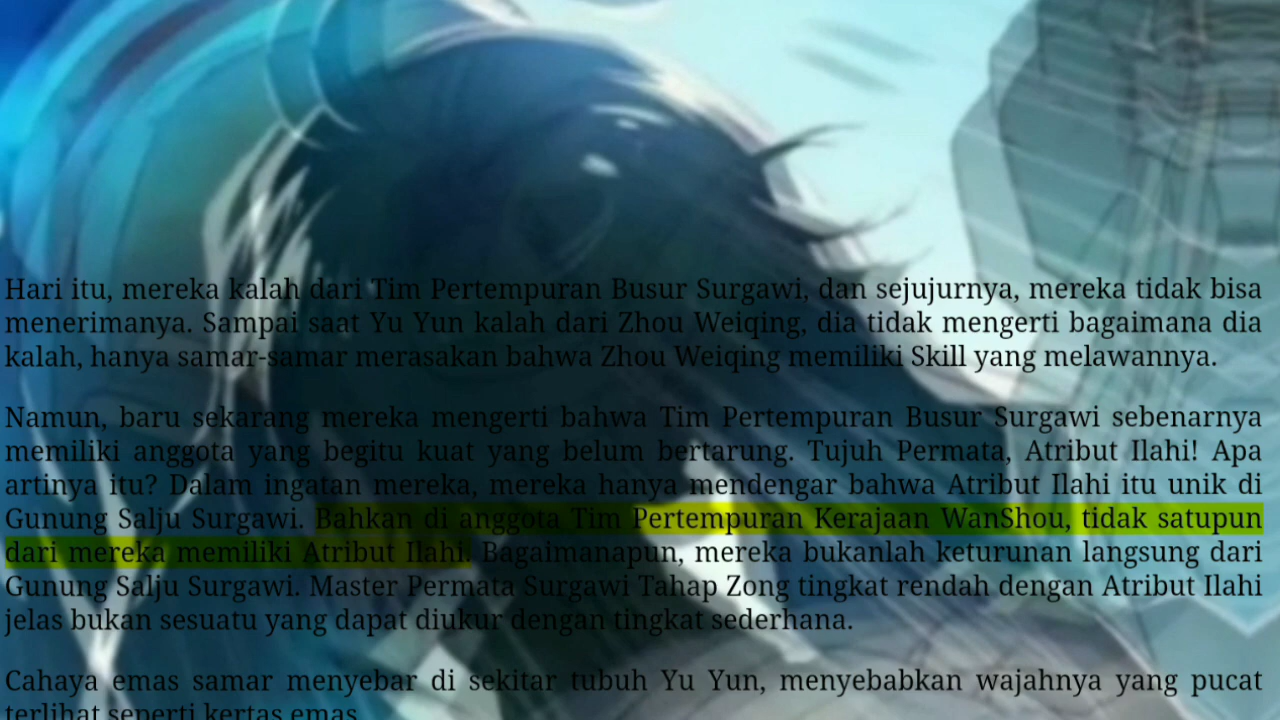 Hari itu, mereka kalah dari Tim Pertempuran Busur Surgawi, dan sejujurnya, mereka tidak bisa
menerimanya. Sampai saat Yu Yun kalah dari Zhou Weiqing, dia tidak mengerti bagaimana dia
kalah, hanya samar-samar merasakan bahwa Zhou Weiqing memiliki Skill yang melawannya.
Namun, baru sekarang mereka mengerti bahwa Tim Pertempuran Busur Surgawi sebenarnya
memiliki anggota yang begitu kuat yang belum bertarung. Tujuh Permata, Atribut Ilahi! Apa
artinya itu? Dalam ingatan mereka, mereka hanya mendengar bahwa Atribut Ilahi itu unik di
Gunung Salju Surgawi. Bahkan di anggota Tim Pertempuran Kerajaan WanShou, tidak satupun
dari mereka memiliki Atribut Ilahi. Bagaimanapun, mereka bukanlah keturunan langsung dari
Gunung Salju Surgawi. Master Permata Surgawi Tahap Zong tingkat rendah dengan Atribut Ilahi
jelas bukan sesuatu yang dapat diukur dengan tingkat sederhana.
Cahaya emas samar menyebar di sekitar tubuh Yu Yun, menyebabkan wajahnya yang pucat
terlihat seperti kertas emas.